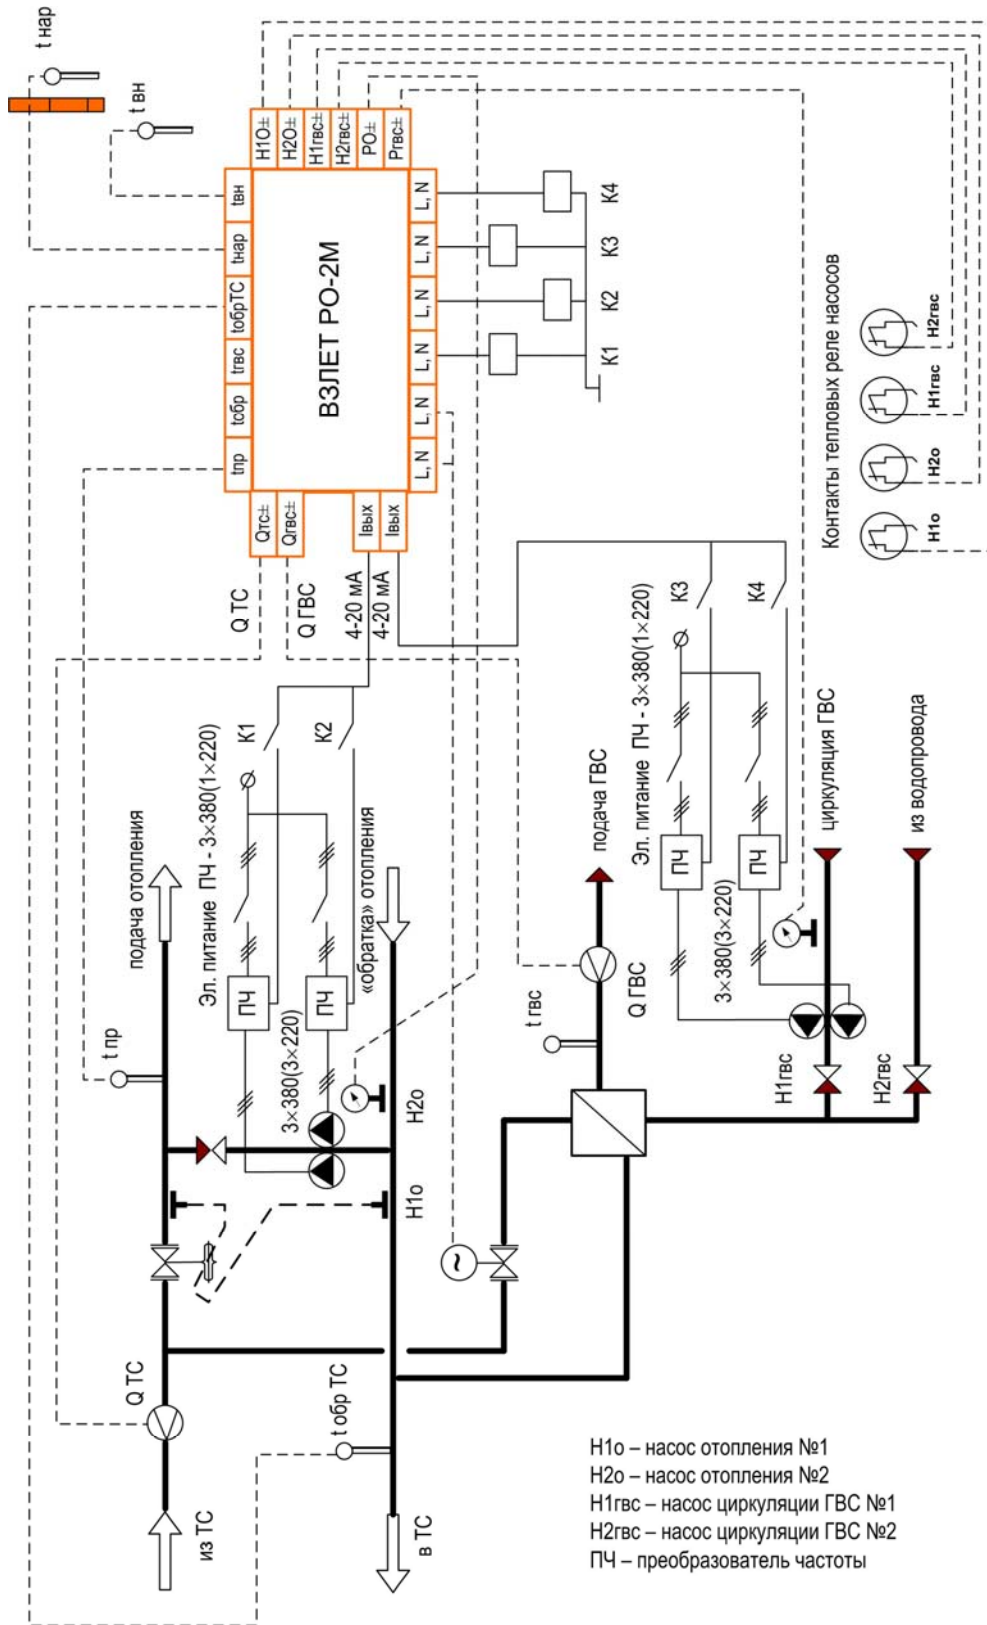 t нар
t вн
Н1О±
Н2О±
Н1гвс±
Н2гвс±
РО±
Ргвс±
tвн
tнар
tобрТС
tгвс
tобр
tпр
ВЗЛЕТ РО-2М
L, N
L, N
L, N
L, N
L, N
L, N
Qтс±
Qгвс±
Iвых
Iвых
К4
К3
К2
К1
Q ТС
Q ГВС
4-20 мА
4-20 мА
Контакты тепловых реле насосов
Н2гвс
Н1гвс
Н2о
Н1о
подача отопления
Эл. питание ПЧ - 3×380(1×220)
К1
К2
ПЧ
ПЧ
3×380(3×220)
«обратка» отопления
t пр
Н2о
Н1о
Q ТС
из ТС
t обр ТС
в ТС
подача ГВС
Q ГВС
t гвс
Эл. питание ПЧ - 3×380(1×220)
К3
К4
ПЧ
ПЧ
3×380(3×220)
циркуляция ГВС
из водопровода
Н1гвс
Н2гвс
Н1о – насос отопления №1
Н2о – насос отопления №2
Н1гвс – насос циркуляции ГВС №1
Н2гвс – насос циркуляции ГВС №2
ПЧ – преобразователь частоты